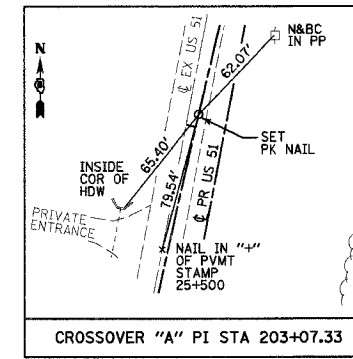 N
℄ EX US 51
N&BC
IN PP
62.07'
SET
PK NAIL
65.40'
INSIDE
COR OF
HDW
79.54'
℄ PR US 51
PRIVATE
ENTRANCE
NAIL IN "+"
OF PVMT
STAMP
25+500
CROSSOVER "A" PI STA 203+07.33